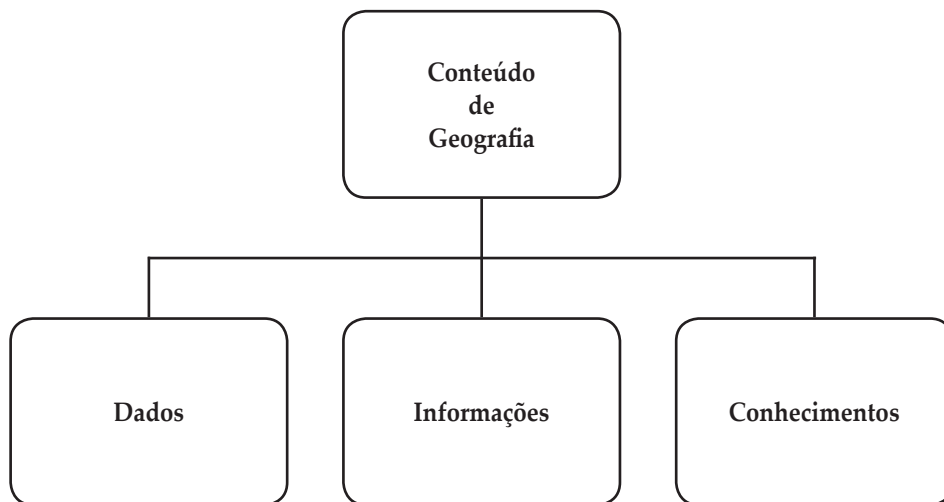 Conteúdo
de
Geografia
Dados
Informações
Conhecimentos